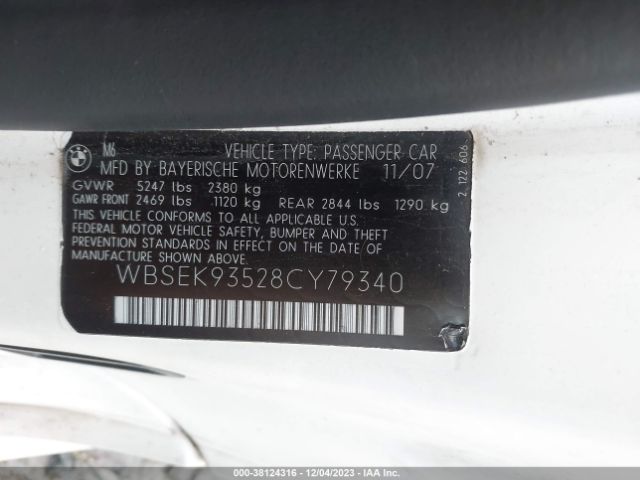 BMW M6 VEHICLE TYPE: PASSENGER CAR
MFD BY BAYERISCHE MOTORENWERKE 11/07
GVWR 5247 lbs 2380 kg
GAWR FRONT 2469 lbs 1120 kg REAR 2844 lbs 1290 kg
THIS VEHICLE CONFORMS TO ALL APPLICABLE U.S.
FEDERAL MOTOR VEHICLE SAFETY, BUMPER AND THEFT
PREVENTION STANDARDS IN EFFECT ON THE DATE OF
MANUFACTURE SHOWN ABOVE.
WBSEK93528CY79340
2 122 606
000-38124316 - 12/04/2023 - IAA Inc.